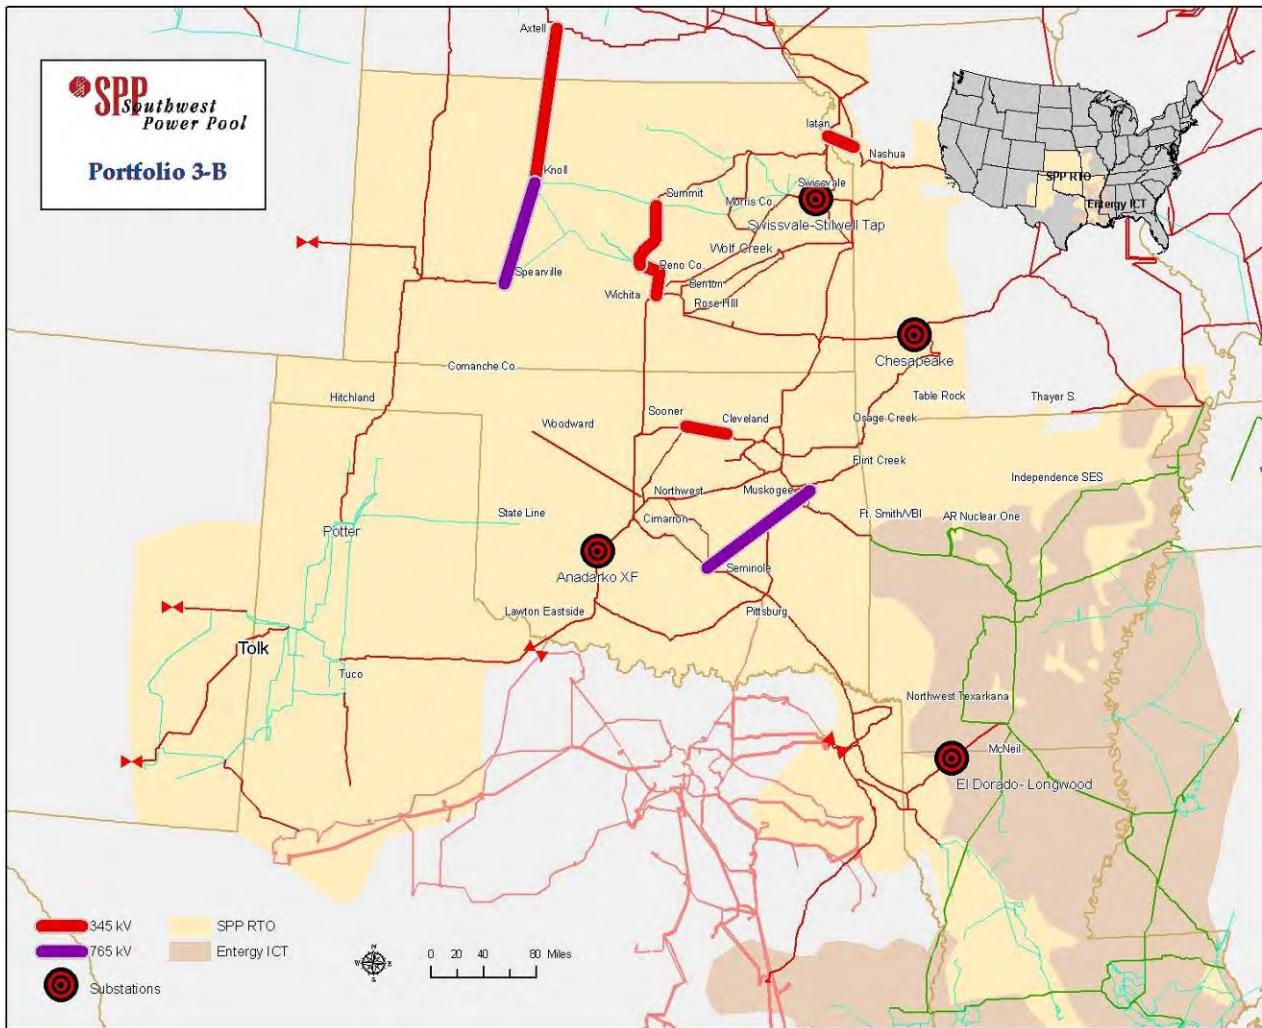 SPP
Southwest
Power Pool
Portfolio 3-B
Axtell
Iatan
Nashua
Knoll
Summit
Swissvale
Morris Co.
Swissvale-Stilwell Tap
Wolf Creek
Spearville
Reno Co.
Benton
Wichita
Rose Hill
SPP RTO
Entergy ICT
Chesapeake
Comanche Co.
Hitchland
Table Rock
Thayer S.
Sooner
Cleveland
Osage Creek
Woodward
Flint Creek
Independence SES
Northwest
Muskogee
State Line
Cimarron
Ft. Smith/VBI
AR Nuclear One
Potter
Anadarko XF
Seminole
Lawton Eastside
Pittsburg
Tolk
Tuco
Northwest Texarkana
McNeil
El Dorado- Longwood
345 kV
SPP RTO
765 kV
Entergy ICT
Substations
N
W
E
S
0 20 40 80 Miles